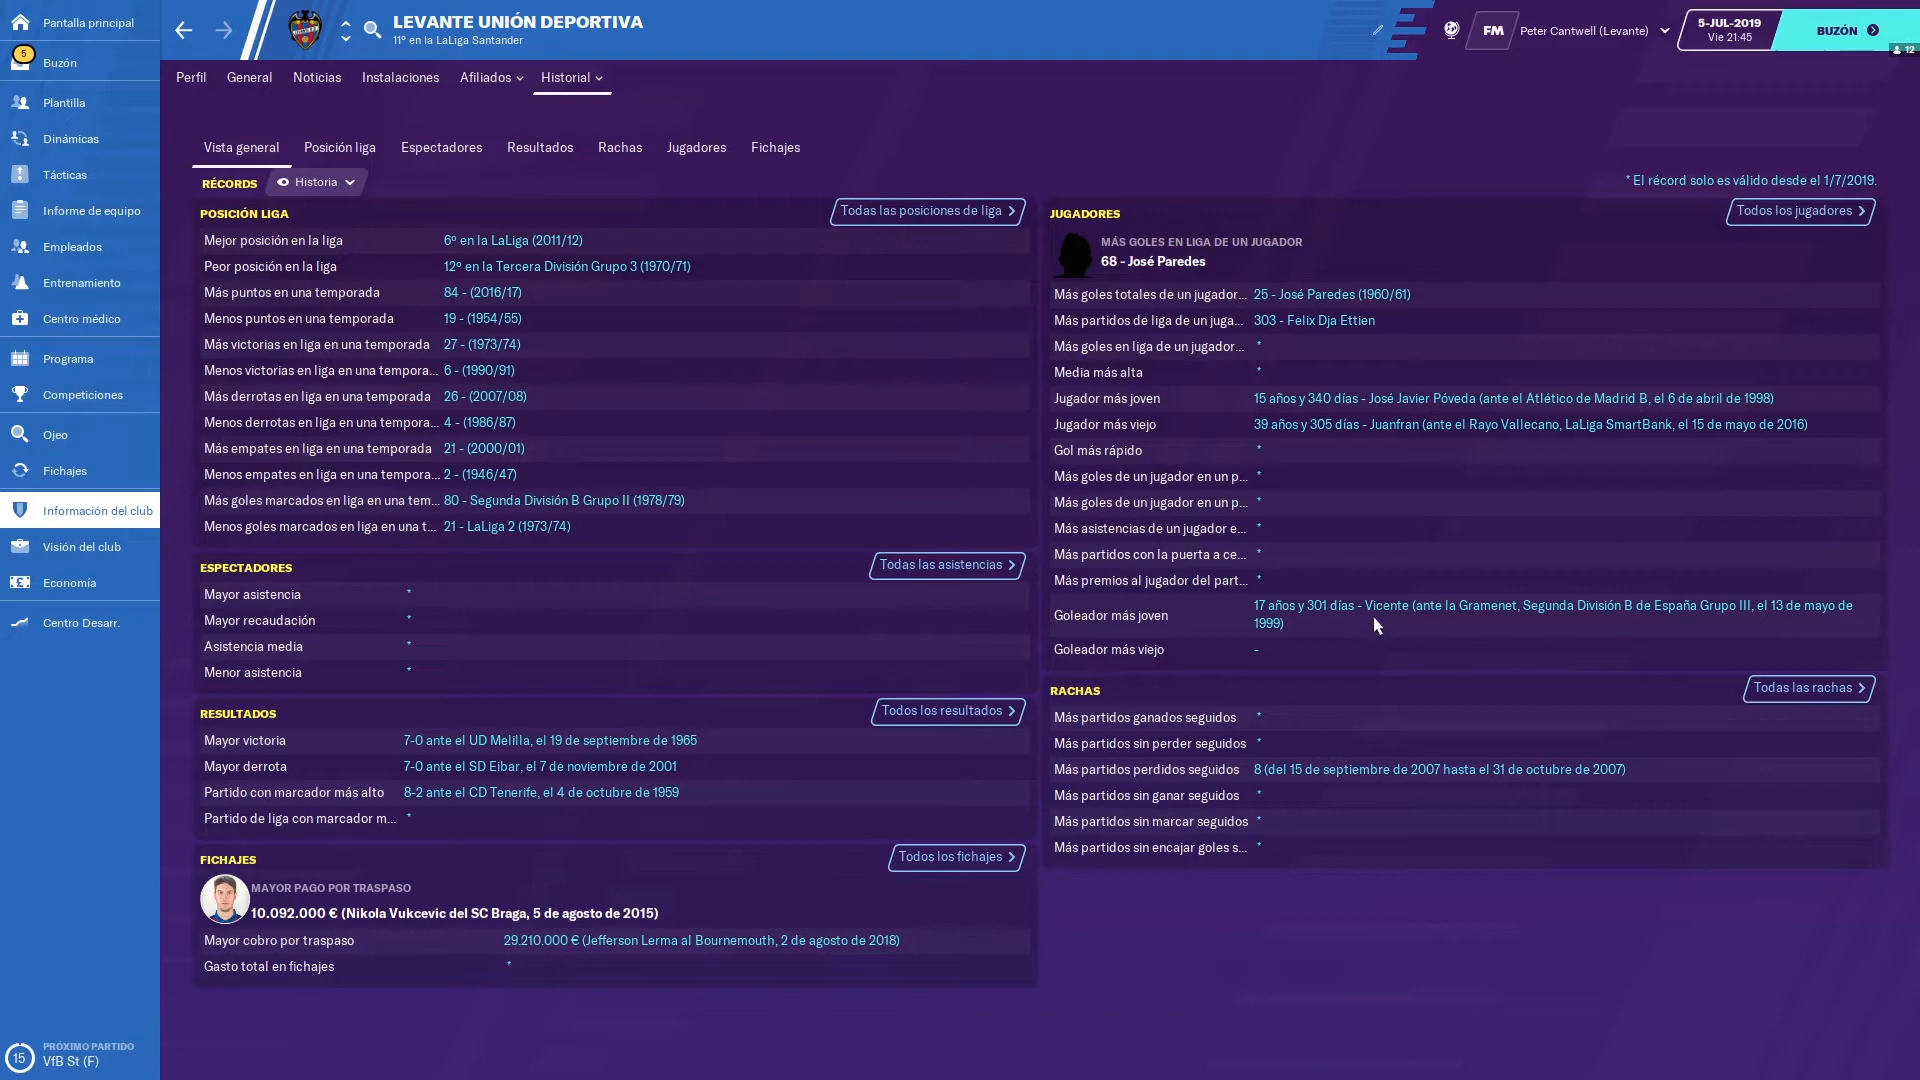 Pantalla principal
5
Buzón
Plantilla
Dinámicas
Tácticas
Informe de equipo
Empleados
Entrenamiento
Centro médico
Programa
Competiciones
Ojeo
Fichajes
Información del club
Visión del club
Economía
Centro Desarr.
15
PRÓXIMO PARTIDO
VfB St (F)
LEVANTE UNIÓN DEPORTIVA
11º en la LaLiga Santander
FM
Peter Cantwell (Levante)
5-JUL-2019
Vie 21:45
BUZÓN
12
Perfil General Noticias Instalaciones Afiliados Historial
Vista general Posición liga Espectadores Resultados Rachas Jugadores Fichajes
RÉCORDS Historia
* El récord solo es válido desde el 1/7/2019.
POSICIÓN LIGA Todas las posiciones de liga
Mejor posición en la liga 6º en la LaLiga (2011/12)
Peor posición en la liga 12º en la Tercera División Grupo 3 (1970/71)
Más puntos en una temporada 84 - (2016/17)
Menos puntos en una temporada 19 - (1954/55)
Más victorias en liga en una temporada 27 - (1973/74)
Menos victorias en liga en una tempora... 6 - (1990/91)
Más derrotas en liga en una temporada 26 - (2007/08)
Menos derrotas en liga en una tempora... 4 - (1986/87)
Más empates en liga en una temporada 21 - (2000/01)
Menos empates en liga en una tempora... 2 - (1946/47)
Más goles marcados en liga en una tem... 80 - Segunda División B Grupo II (1978/79)
Menos goles marcados en liga en una t... 21 - LaLiga 2 (1973/74)
ESPECTADORES Todas las asistencias
Mayor asistencia *
Mayor recaudación *
Asistencia media *
Menor asistencia *
RESULTADOS Todos los resultados
Mayor victoria 7-0 ante el UD Melilla, el 19 de septiembre de 1965
Mayor derrota 7-0 ante el SD Eibar, el 7 de noviembre de 2001
Partido con marcador más alto 8-2 ante el CD Tenerife, el 4 de octubre de 1959
Partido de liga con marcador m... *
FICHAJES Todos los fichajes
MAYOR PAGO POR TRASPASO
10.092.000 € (Nikola Vukcevic del SC Braga, 5 de agosto de 2015)
Mayor cobro por traspaso 29.210.000 € (Jefferson Lerma al Bournemouth, 2 de agosto de 2018)
Gasto total en fichajes *
JUGADORES Todos los jugadores
MÁS GOLES EN LIGA DE UN JUGADOR
68 - José Paredes
Más goles totales de un jugador... 25 - José Paredes (1960/61)
Más partidos de liga de un juga... 303 - Felix Dja Ettien
Más goles en liga de un jugador... *
Media más alta *
Jugador más joven 15 años y 340 días - José Javier Póveda (ante el Atlético de Madrid B, el 6 de abril de 1998)
Jugador más viejo 39 años y 305 días - Juanfran (ante el Rayo Vallecano, LaLiga SmartBank, el 15 de mayo de 2016)
Gol más rápido *
Más goles de un jugador en un p... *
Más goles de un jugador en un p... *
Más asistencias de un jugador e... *
Más partidos con la puerta a ce... *
Más premios al jugador del part... *
Goleador más joven 17 años y 301 días - Vicente (ante la Gramenet, Segunda División B de España Grupo III, el 13 de mayo de
1999)
Goleador más viejo -
RACHAS Todas las rachas
Más partidos ganados seguidos *
Más partidos sin perder seguidos *
Más partidos perdidos seguidos 8 (del 15 de septiembre de 2007 hasta el 31 de octubre de 2007)
Más partidos sin ganar seguidos *
Más partidos sin marcar seguidos *
Más partidos sin encajar goles s... *